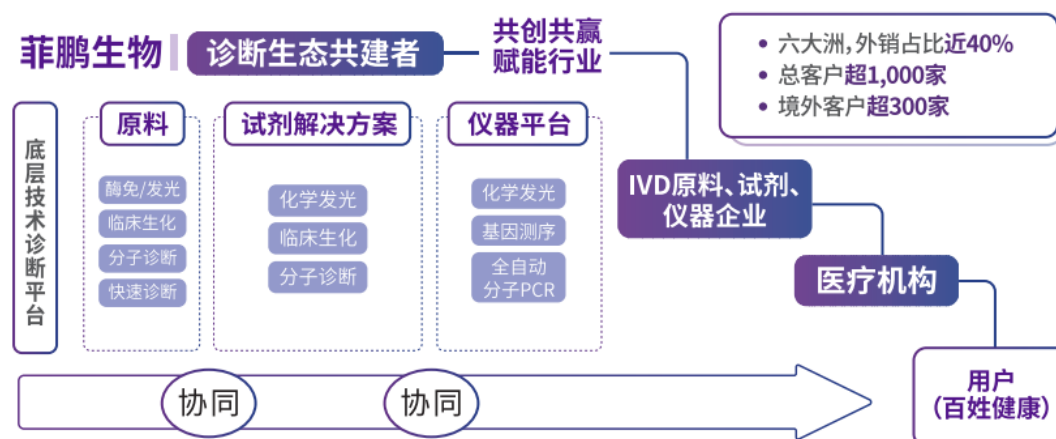 菲鹏生物
诊断生态共建者
共创共赢
赋能行业
六大洲,外销占比近40%
总客户超1,000家
境外客户超300家
底层技术诊断平台
原料
酶免/发光
临床生化
分子诊断
快速诊断
试剂解决方案
化学发光
临床生化
分子诊断
仪器平台
化学发光
基因测序
全自动
分子PCR
IVD原料、试剂、
仪器企业
医疗机构
用户
（百姓健康）
协同
协同